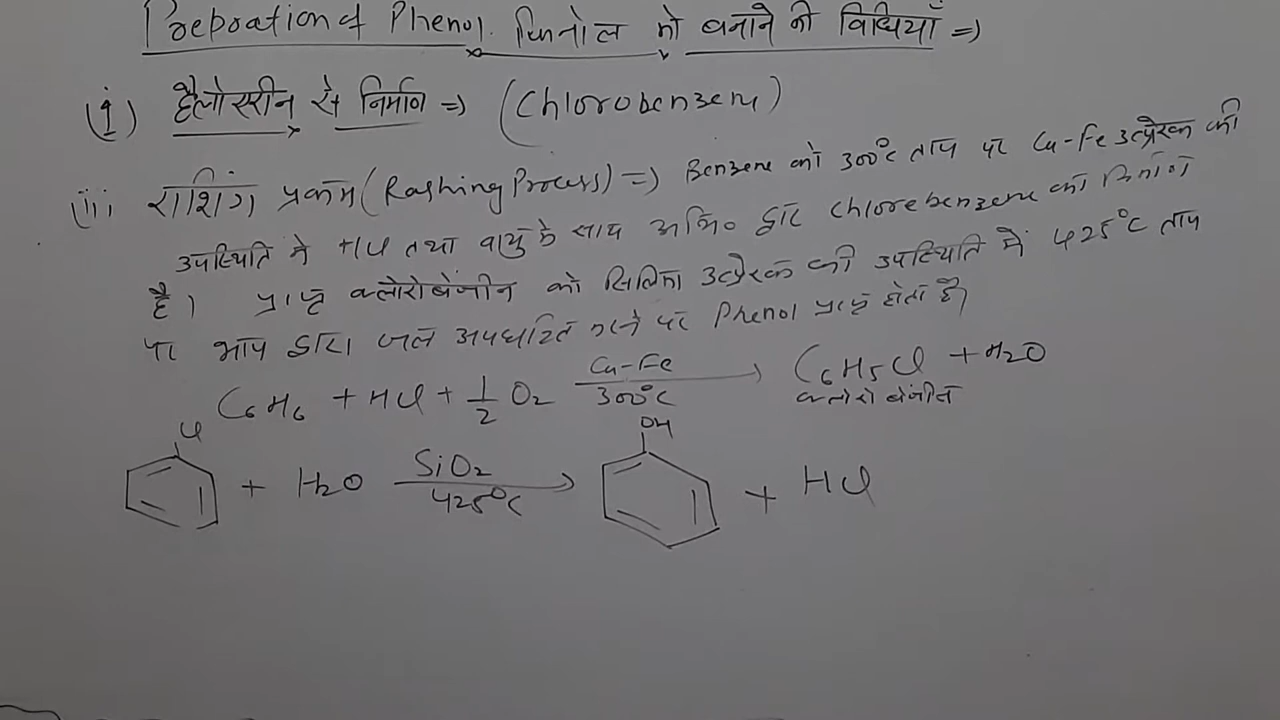 Preparation of Phenol. फिनोल को बनाने की विधियाँ =>
(i) हैलोएरीन से निर्माण => (Chlorobenzene)
(ii) राशिंग प्रक्रम (Rashing Process) => Benzene को 300°C ताप पर Cu-Fe उत्प्रेरक की
उपस्थिति में HCl तथा वायु के साथ अभि० द्वारा chlorobenzene का निर्माण
है। प्राप्त क्लोरोबेंजीन को सिलिका उत्प्रेरक की उपस्थिति में 425°C ताप
पर भाप द्वारा जल अपघटित करने पर Phenol प्राप्त होता है।
C6H6 + HCl + 1/2 O2 Cu-Fe 300°C → C6H5Cl + H2O
क्लोरोबेंजीन
Cl + H2O SiO2 425°C → OH + HCl